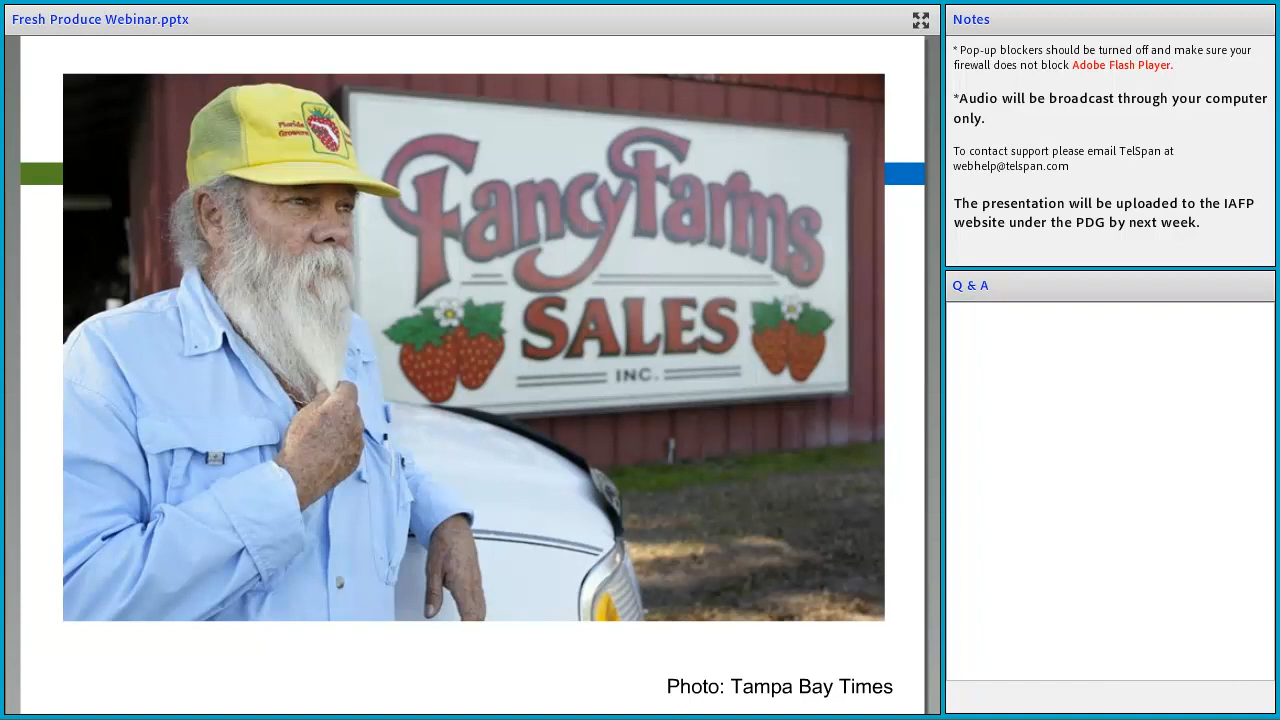 Fresh Produce Webinar.pptx
Florida
Growers
Fancy Farms
SALES
INC.
Photo: Tampa Bay Times
Notes
* Pop-up blockers should be turned off and make sure your
firewall does not block Adobe Flash Player.
*Audio will be broadcast through your computer
only.
To contact support please email TelSpan at
webhelp@telspan.com
The presentation will be uploaded to the IAFP
website under the PDG by next week.
Q & A